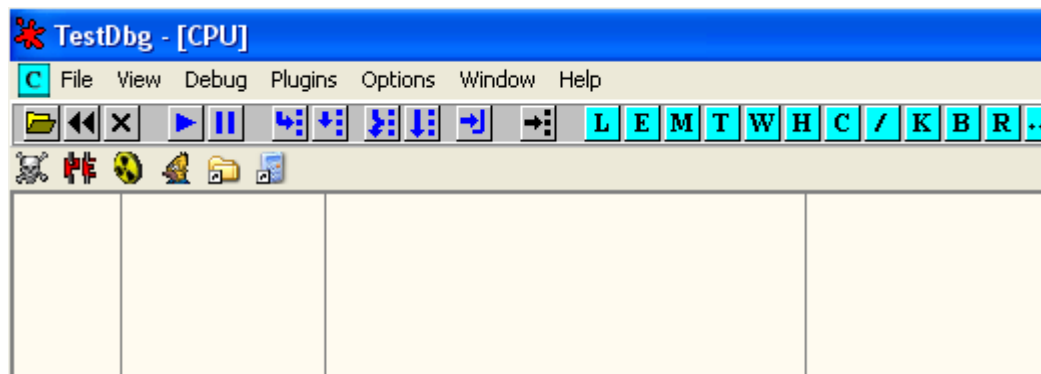 TestDbg - [CPU]
C File View Debug Plugins Options Window Help
L E M T W H C / K B R ...